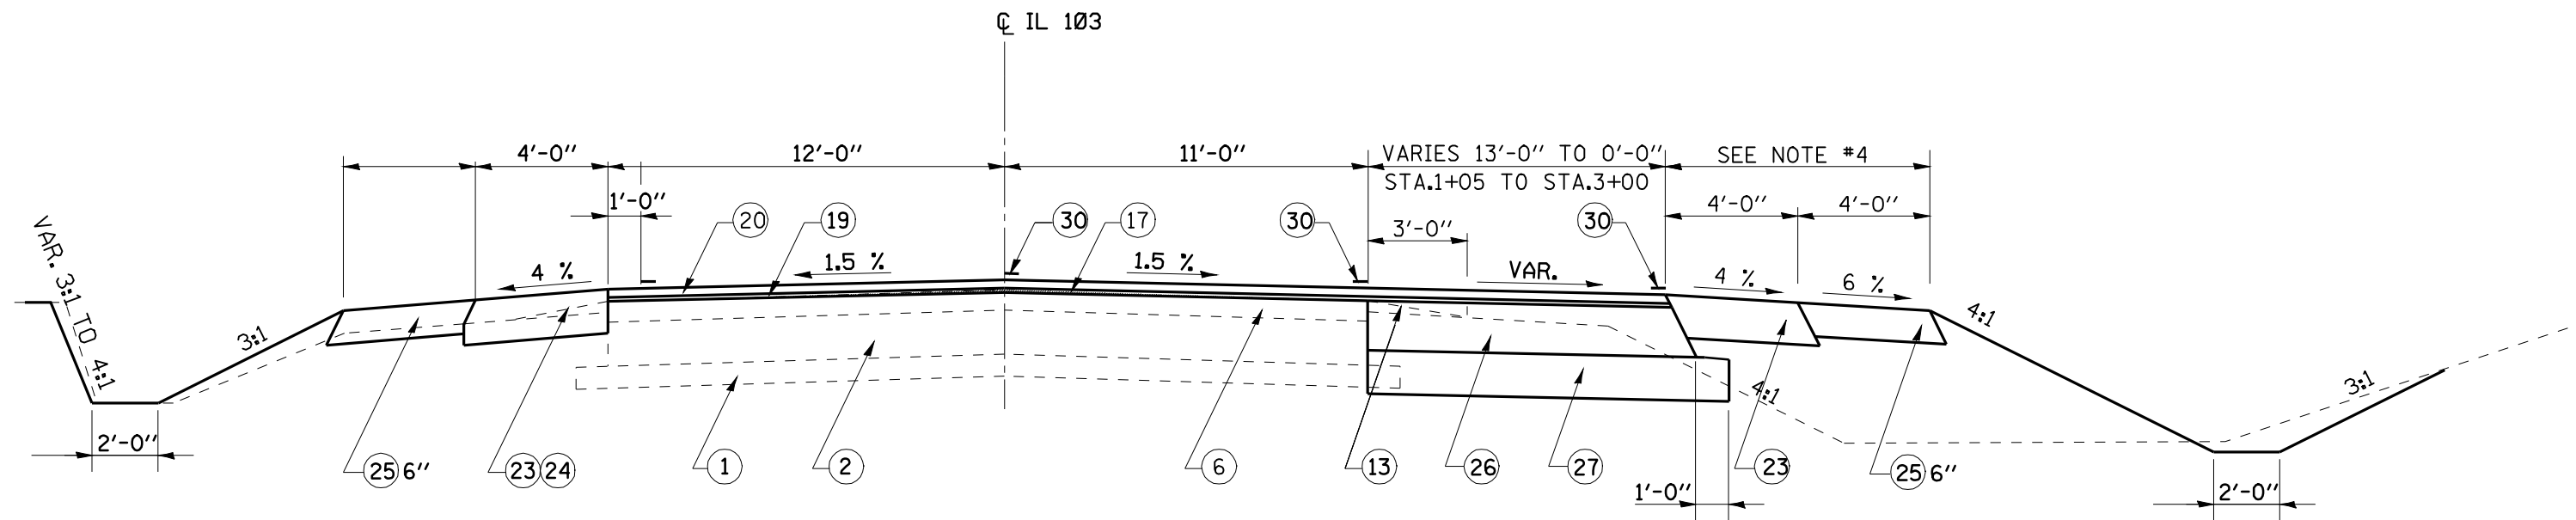 ℄ IL 1Ø3
4'-0" 12'-0" 11'-0" VARIES 13'-0" TO 0'-0" SEE NOTE #4
STA.1+05 TO STA.3+00
1'-0" 20 19 30 17 30 3'-0" 30 4'-0" 4'-0"
VAR. 3:1 TO 4:1
4 % 1.5 % 1.5 % VAR. 4 % 6 %
3:1 4:1
4:1 3:1
2'-0" 25 6" 23 24 1 2 6 13 26 27 23 25 6"
1'-0" 2'-0"